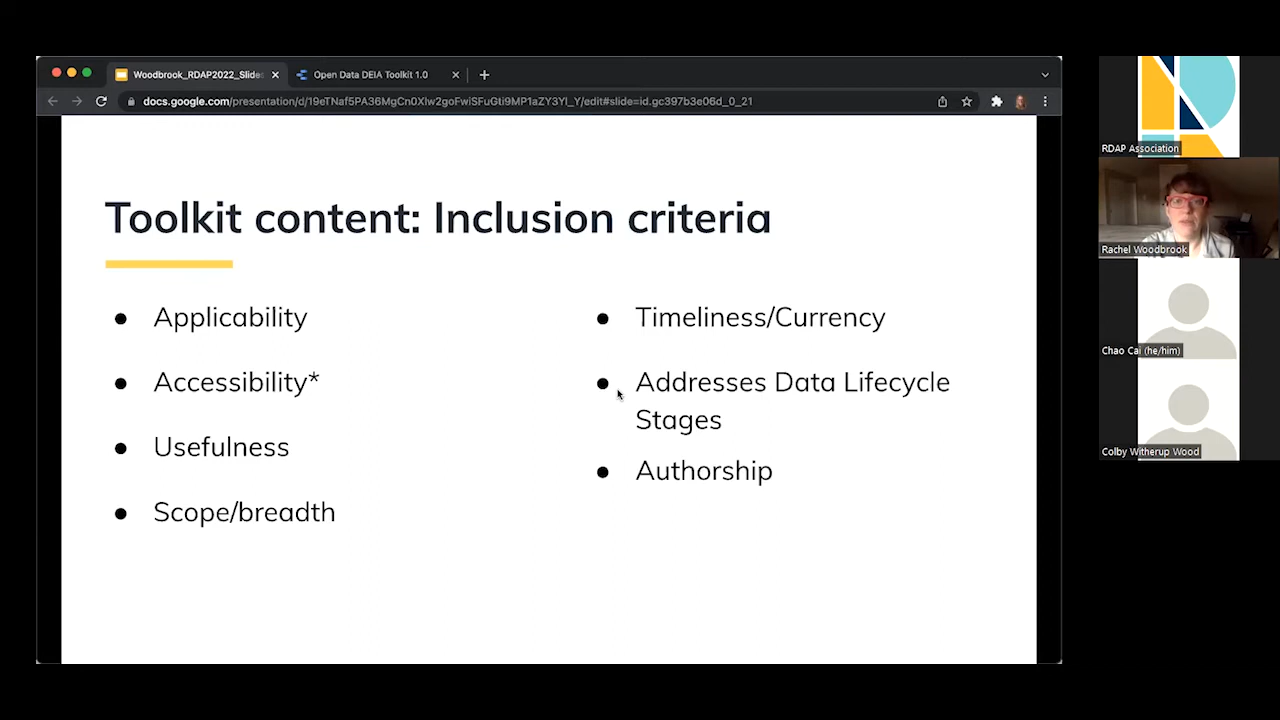 Woodbrook_RDAP2022_Slides
Open Data DEIA Toolkit 1.0
docs.google.com/presentation/d/19eTNaf5PA36MgCn0Xlw2goFwiSFuGti9MP1aZY3Yl_Y/edit#slide=id.gc397b3e06d_0_21
Toolkit content: Inclusion criteria
Applicability
Accessibility*
Usefulness
Scope/breadth
Timeliness/Currency
Addresses Data Lifecycle
Stages
Authorship
RDAP Association
Rachel Woodbrook
Chao Cai (he/him)
Colby Witherup Wood